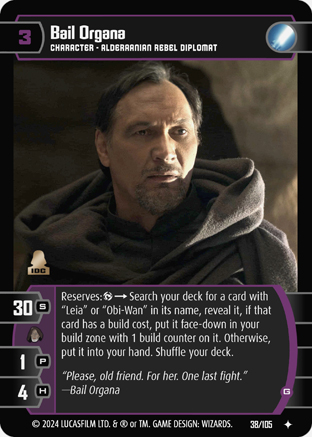 3
Bail Organa
CHARACTER - ALDERAANIAN REBEL DIPLOMAT
IDC
30 S
Reserves: → Search your deck for a card with
“Leia” or “Obi-Wan” in its name, reveal it, if that
card has a build cost, put it face-down in your
build zone with 1 build counter on it. Otherwise,
put it into your hand. Shuffle your deck.
1 P
4 H
“Please, old friend. For her. One last fight.”
—Bail Organa
G
© 2024 LUCASFILM LTD. & ® or TM. GAME DESIGN: WIZARDS.
38/105